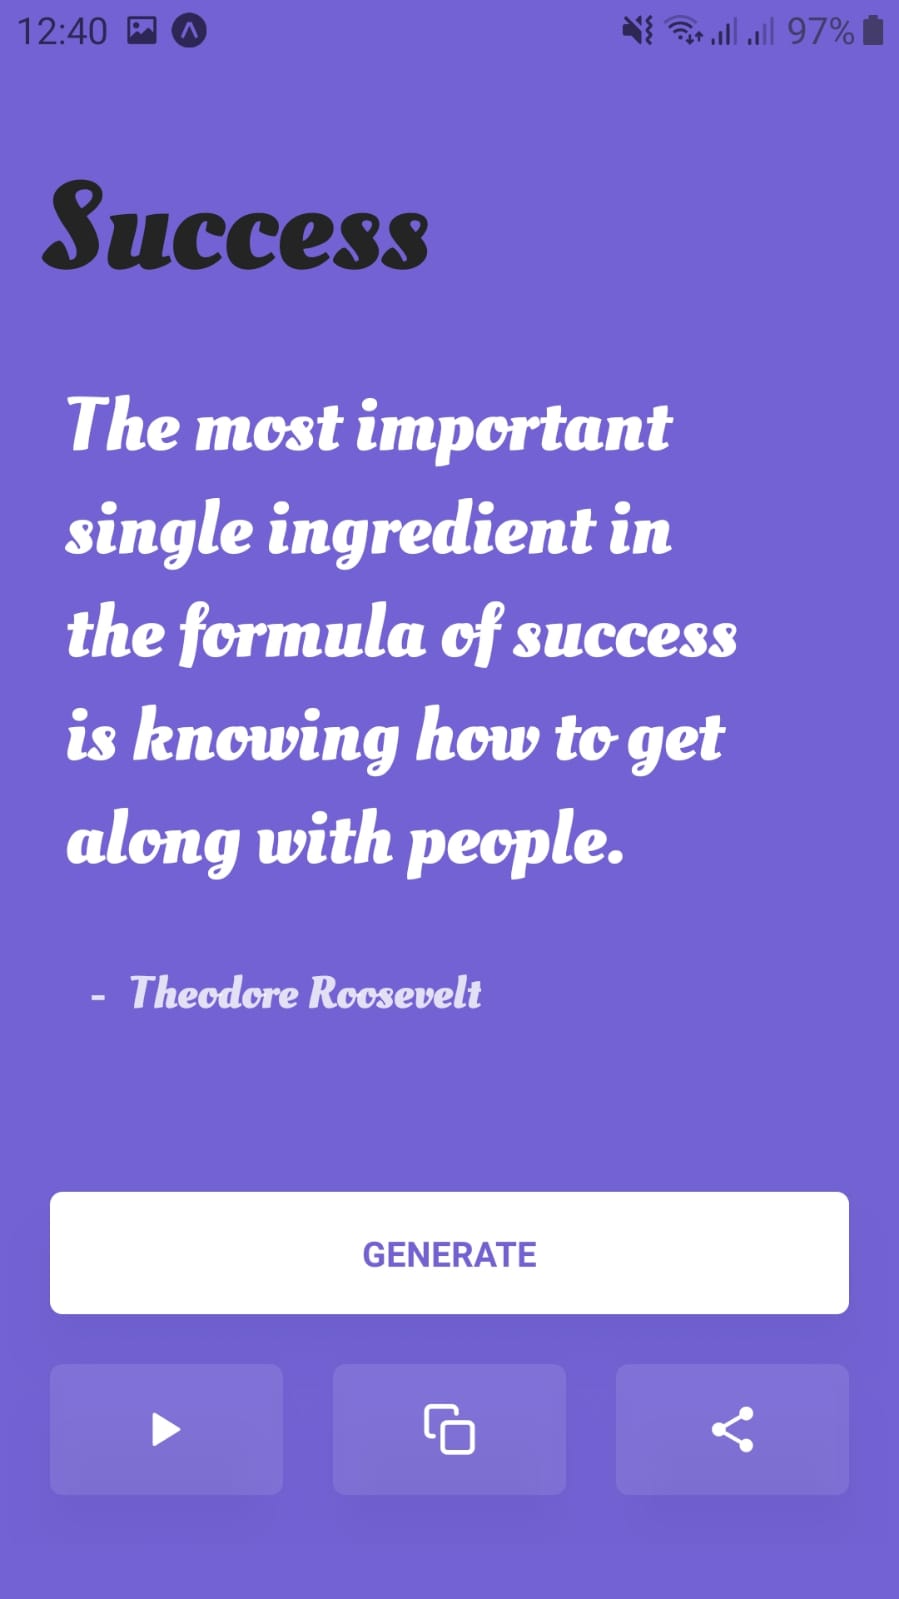 12:40 97%
Success
The most important
single ingredient in
the formula of success
is knowing how to get
along with people.
- Theodore Roosevelt
GENERATE